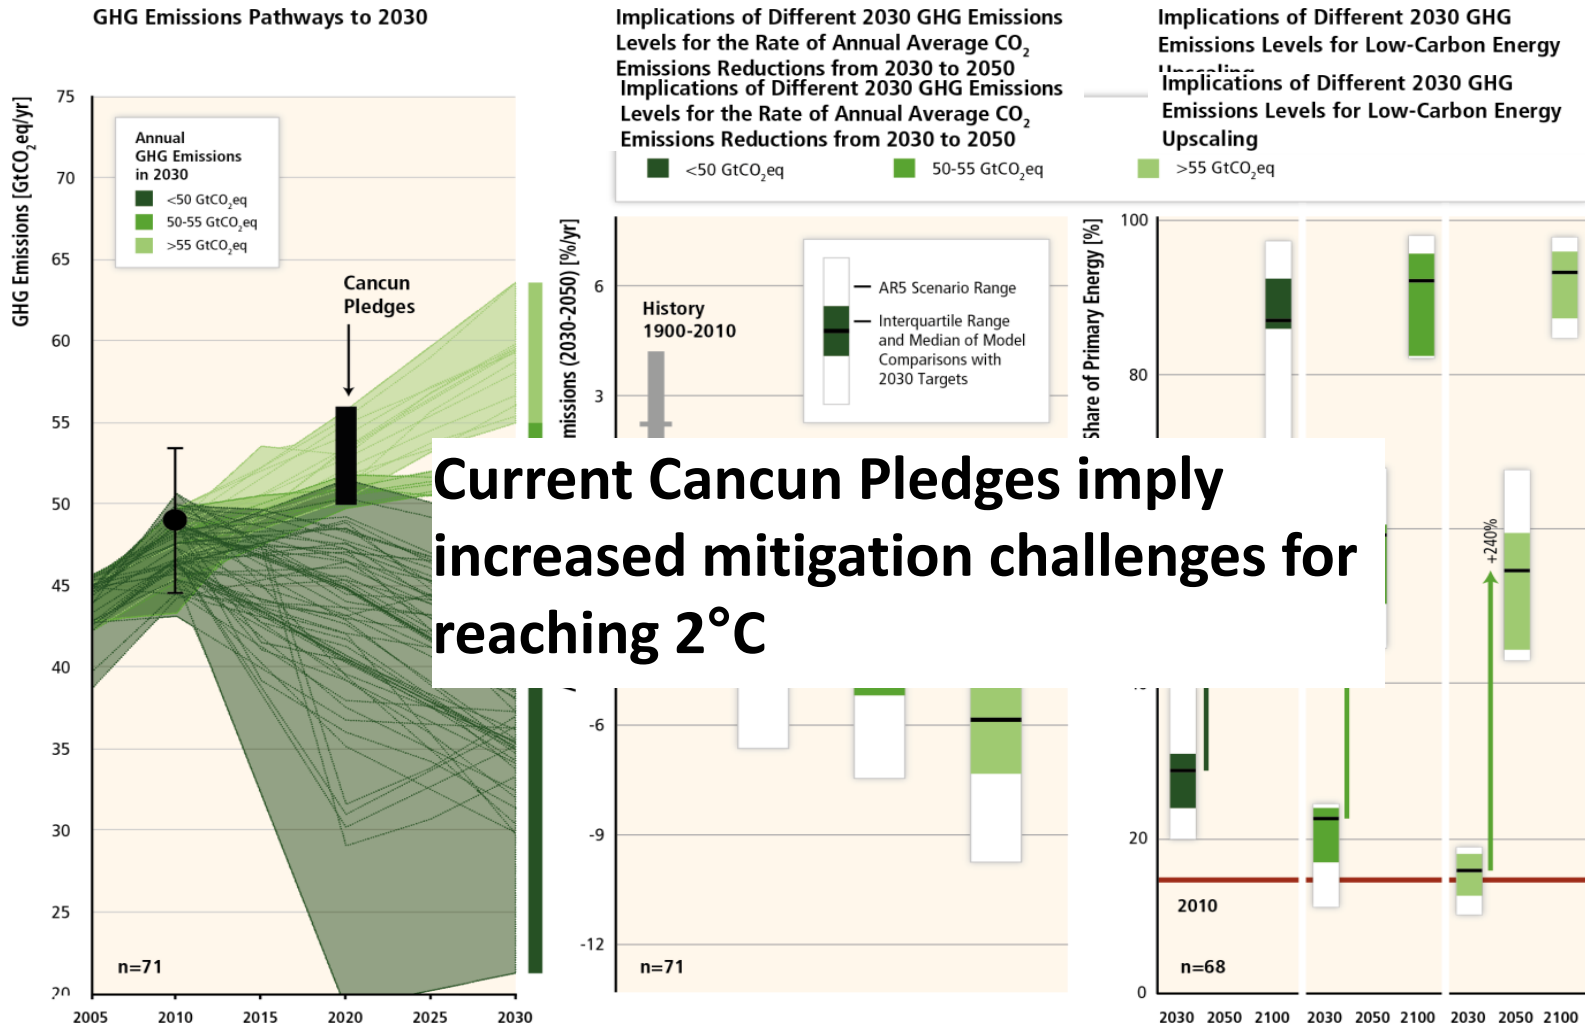 GHG Emissions Pathways to 2030
GHG Emissions [GtCO2eq/yr]
75
70
65
60
55
50
45
40
35
30
25
20
Annual
GHG Emissions
in 2030
<50 GtCO2eq
50-55 GtCO2eq
>55 GtCO2eq
Cancun
Pledges
n=71
2005 2010 2015 2020 2025 2030
Implications of Different 2030 GHG Emissions
Levels for the Rate of Annual Average CO2
Emissions Reductions from 2030 to 2050
Implications of Different 2030 GHG Emissions
Levels for the Rate of Annual Average CO2
Emissions Reductions from 2030 to 2050
<50 GtCO2eq 50-55 GtCO2eq >55 GtCO2eq
(2030-2050) [%/yr]
6
3
-6
-9
-12
History
1900-2010
AR5 Scenario Range
Interquartile Range
and Median of Model
Comparisons with
2030 Targets
n=71
Current Cancun Pledges imply
increased mitigation challenges for
reaching 2°C
Implications of Different 2030 GHG
Emissions Levels for Low-Carbon Energy
Implications of Different 2030 GHG
Emissions Levels for Low-Carbon Energy
Upscaling
Share of Primary Energy [%]
100
80
20
0
+240%
2010
n=68
2030 2050 2100 2030 2050 2100 2030 2050 2100